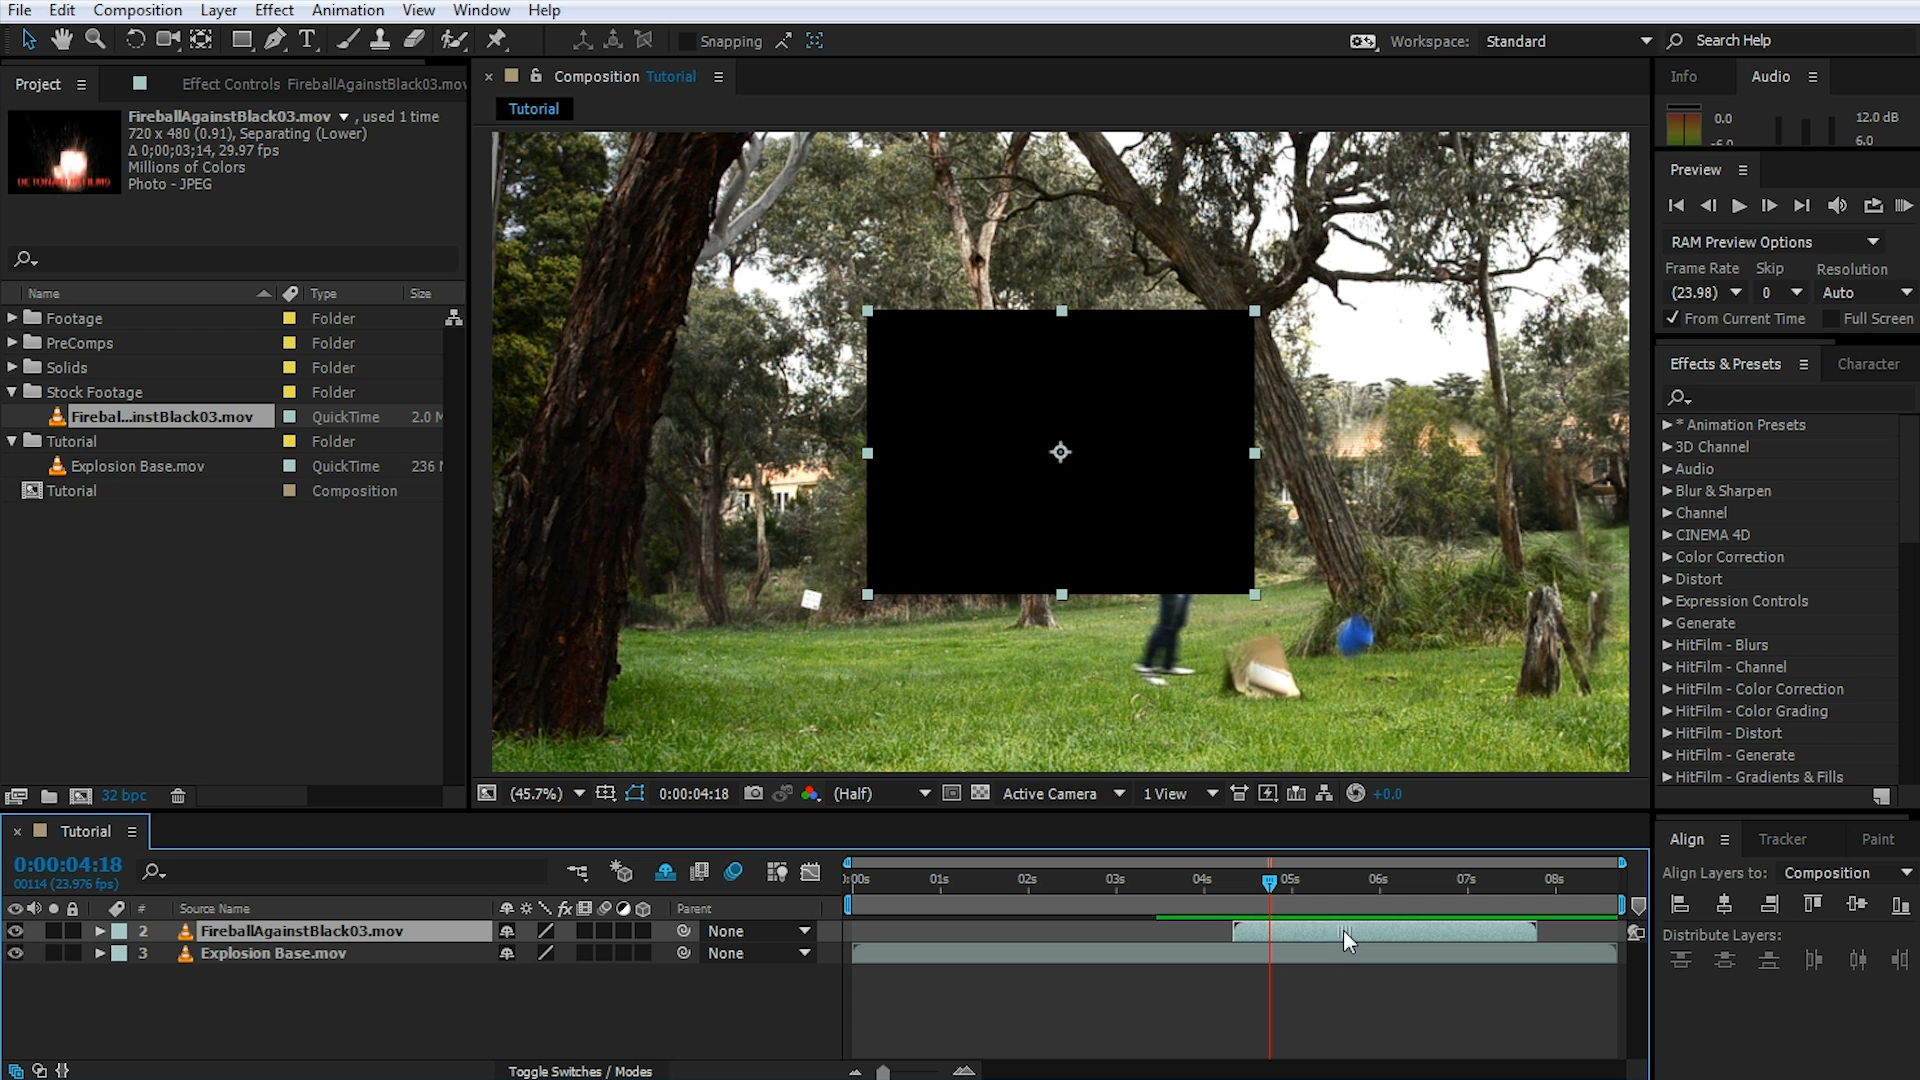 File Edit Composition Layer Effect Animation View Window Help
Snapping
Workspace: Standard
Search Help
Project
Effect Controls FireballAgainstBlack03.mov
FireballAgainstBlack03.mov , used 1 time
720 x 480 (0.91), Separating (Lower)
Δ 0;00;03;14, 29.97 fps
Millions of Colors
Photo - JPEG
Name Type Size
Footage Folder
PreComps Folder
Solids Folder
Stock Footage Folder
Firebal...instBlack03.mov QuickTime 2.0 M
Tutorial Folder
Explosion Base.mov QuickTime 236
Tutorial Composition
32 bpc
Composition Tutorial
Tutorial
(45.7%) 0:00:04:18 (Half) Active Camera 1 View +0.0
Info Audio
0.0 12.0 dB
-6.0 6.0
Preview
RAM Preview Options
Frame Rate Skip Resolution
(23.98) 0 Auto
From Current Time Full Screen
Effects & Presets Character
* Animation Presets
3D Channel
Audio
Blur & Sharpen
Channel
CINEMA 4D
Color Correction
Distort
Expression Controls
Generate
HitFilm - Blurs
HitFilm - Channel
HitFilm - Color Correction
HitFilm - Color Grading
HitFilm - Distort
HitFilm - Generate
HitFilm - Gradients & Fills
Tutorial
0:00:04:18
00114 (23.976 fps)
# Source Name fx Parent
2 FireballAgainstBlack03.mov None
3 Explosion Base.mov None
:00s 01s 02s 03s 04s 05s 06s 07s 08s
Toggle Switches / Modes
Align Tracker Paint
Align Layers to: Composition
Distribute Layers: